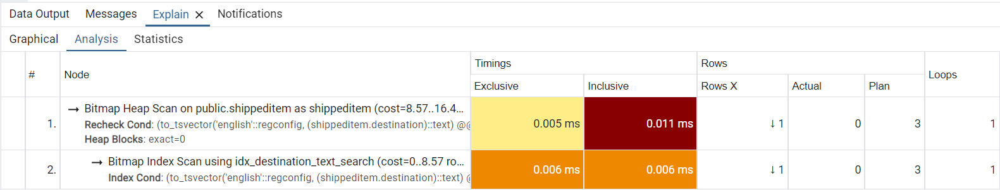 Data Output Messages Explain × Notifications
Graphical Analysis Statistics
# Node Timings Rows Loops
Exclusive Inclusive Rows X Actual Plan
1. → Bitmap Heap Scan on public.shippeditem as shippeditem (cost=8.57..16.4... 0.005 ms 0.011 ms ↓ 1 0 3 1
Recheck Cond: (to_tsvector('english'::regconfig, (shippeditem.destination)::text) @@
Heap Blocks: exact=0
2. → Bitmap Index Scan using idx_destination_text_search (cost=0..8.57 ro... 0.006 ms 0.006 ms ↓ 1 0 3 1
Index Cond: (to_tsvector('english'::regconfig, (shippeditem.destination)::text) @